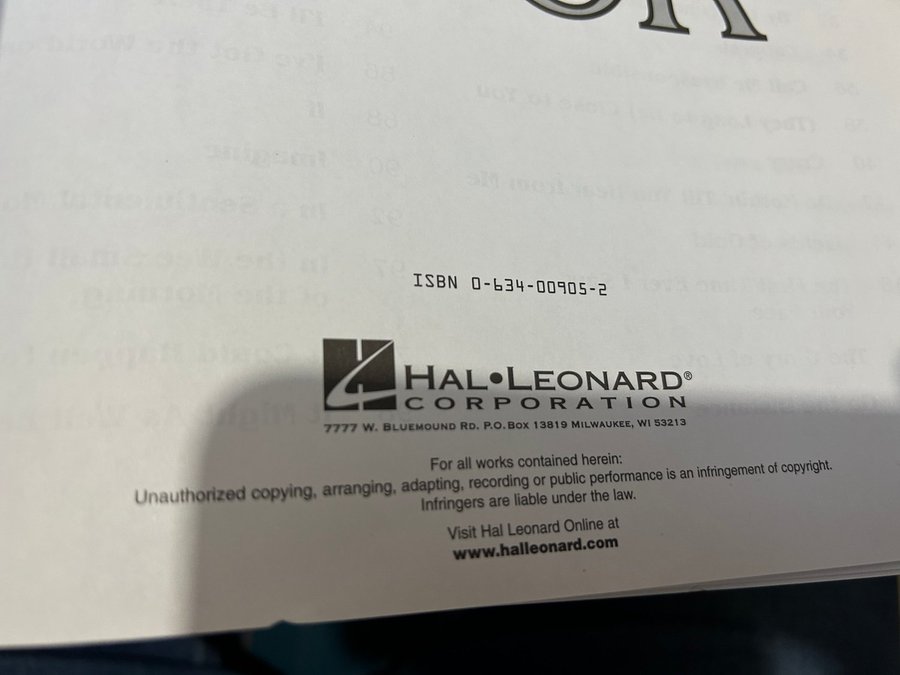 ISBN 0-634-00905-2
HAL•LEONARD®
CORPORATION
7777 W. BLUEMOUND RD. P.O. BOX 13819 MILWAUKEE, WI 53213
For all works contained herein:
Unauthorized copying, arranging, adapting, recording or public performance is an infringement of copyright.
Infringers are liable under the law.
Visit Hal Leonard Online at
www.halleonard.com